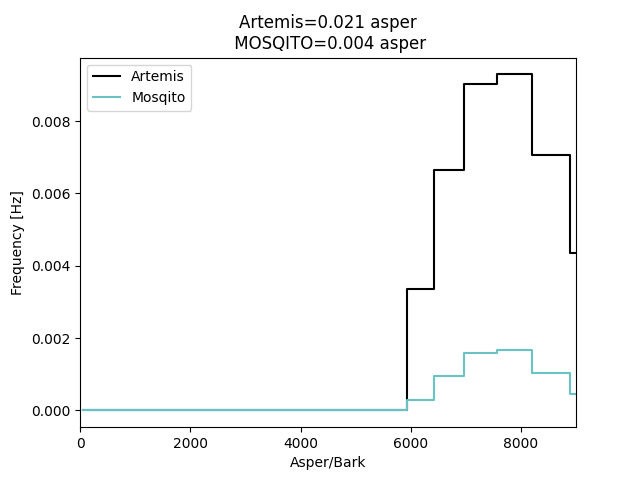 Artemis=0.021 asper
MOSQITO=0.004 asper
Artemis
Mosqito
0.008
0.006
0.004
0.002
0.000
Frequency [Hz]
0 2000 4000 6000 8000
Asper/Bark